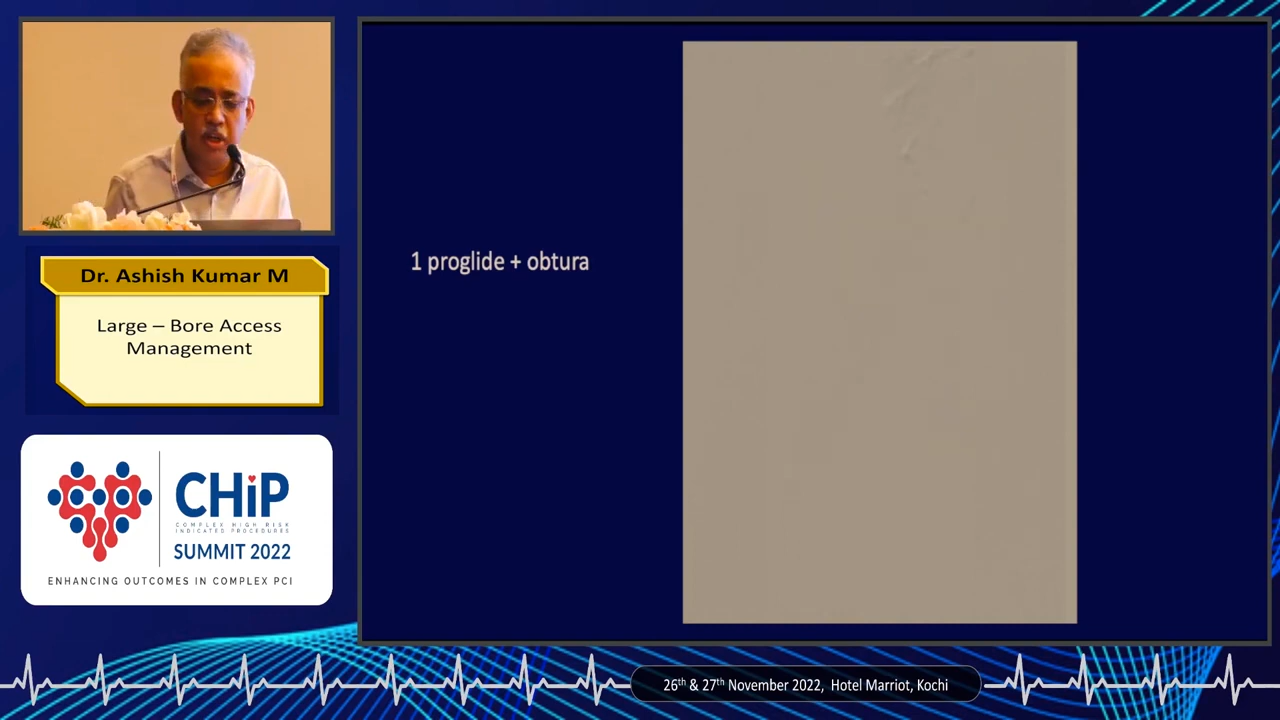 Dr. Ashish Kumar M
Large – Bore Access
Management
CHiP
COMPLEX HIGH RISK
INDICATED PROCEDURES
SUMMIT 2022
ENHANCING OUTCOMES IN COMPLEX PCI
1 proglide + obtura
26th & 27th November 2022, Hotel Marriot, Kochi